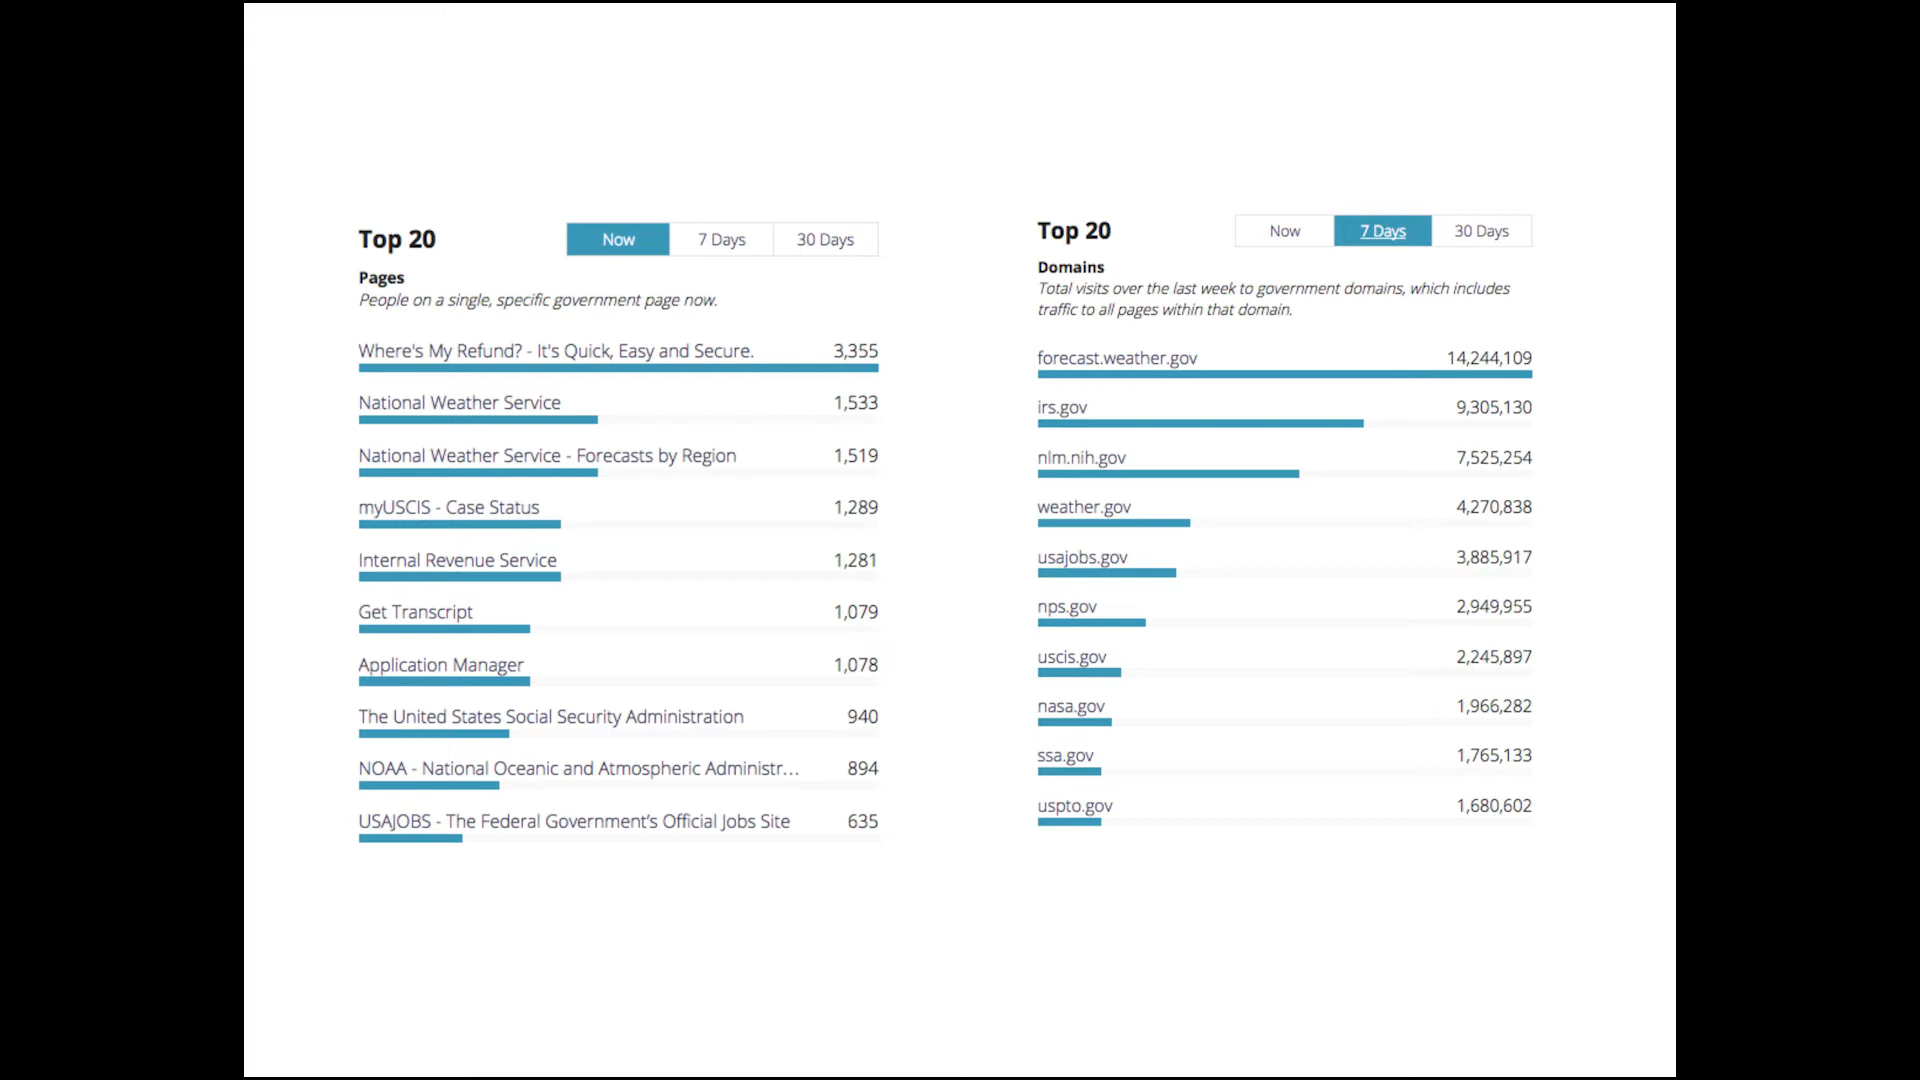 Top 20
Now
7 Days
30 Days
Pages
People on a single, specific government page now.
Where's My Refund? - It's Quick, Easy and Secure. 3,355
National Weather Service 1,533
National Weather Service - Forecasts by Region 1,519
myUSCIS - Case Status 1,289
Internal Revenue Service 1,281
Get Transcript 1,079
Application Manager 1,078
The United States Social Security Administration 940
NOAA - National Oceanic and Atmospheric Administr... 894
USAJOBS - The Federal Government’s Official Jobs Site 635
Top 20
Now
7 Days
30 Days
Domains
Total visits over the last week to government domains, which includes
traffic to all pages within that domain.
forecast.weather.gov 14,244,109
irs.gov 9,305,130
nlm.nih.gov 7,525,254
weather.gov 4,270,838
usajobs.gov 3,885,917
nps.gov 2,949,955
uscis.gov 2,245,897
nasa.gov 1,966,282
ssa.gov 1,765,133
uspto.gov 1,680,602